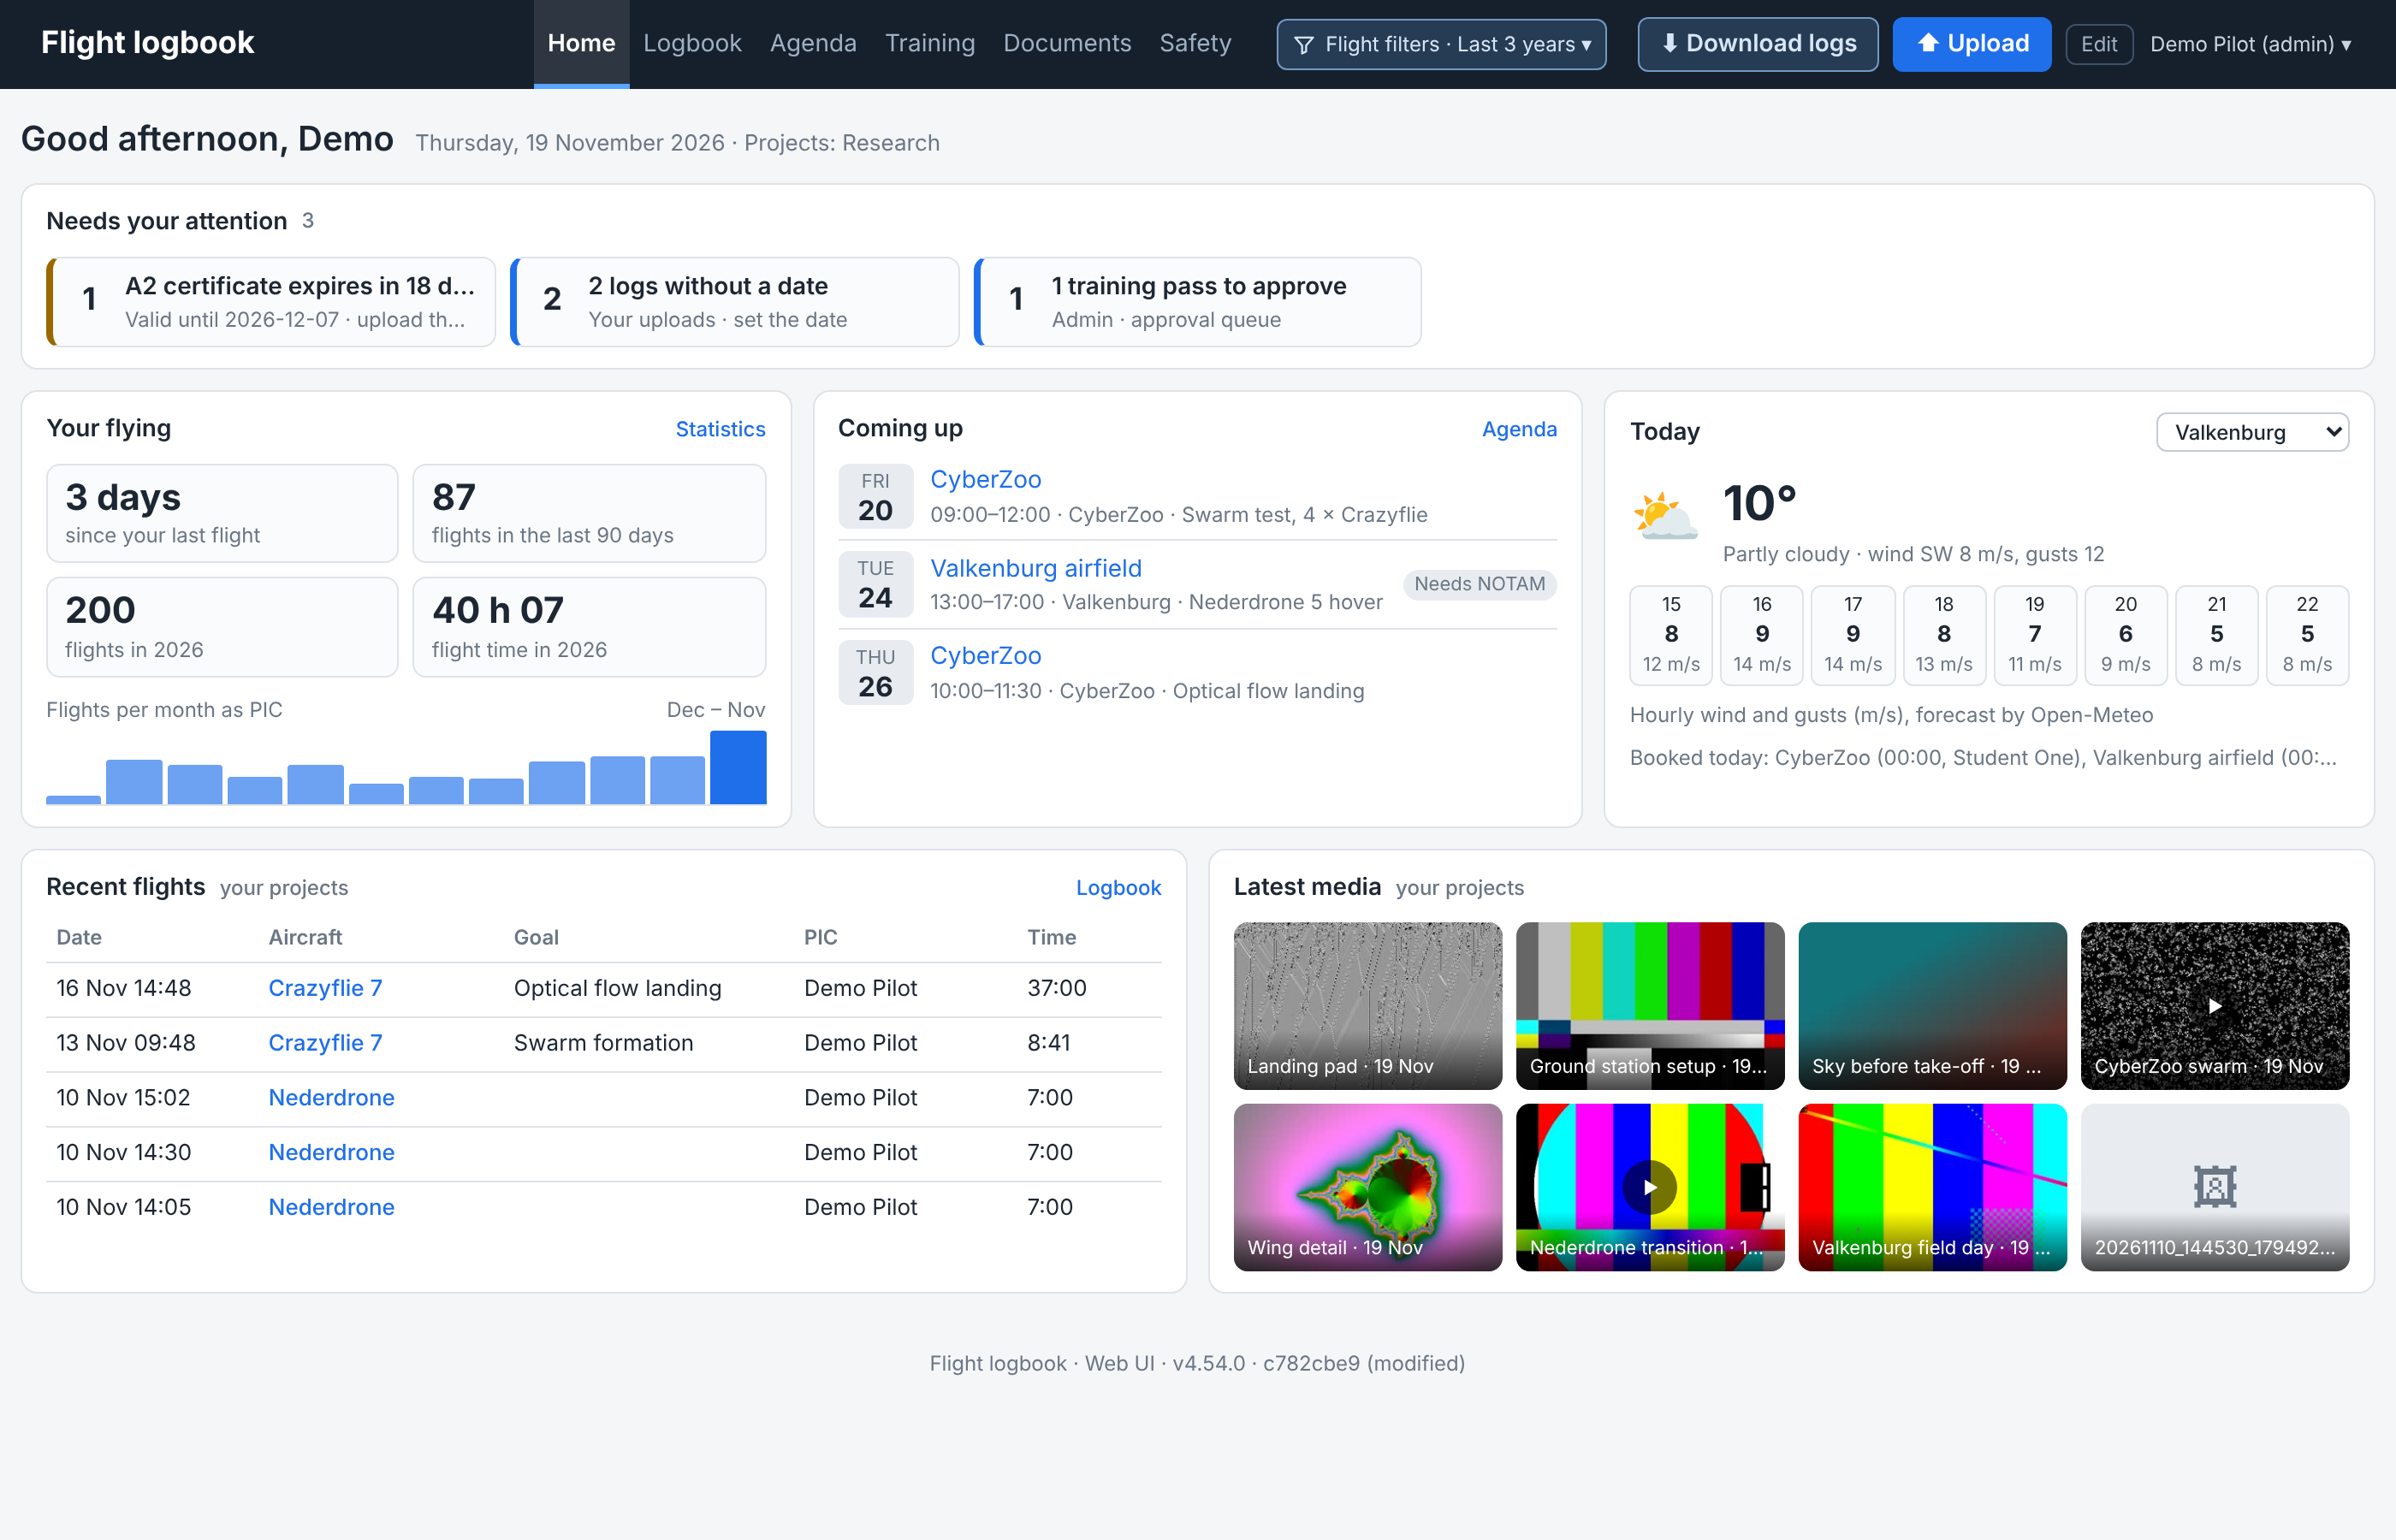 Flight logbook
Home Logbook Agenda Training Documents Safety
Flight filters · Last 3 years ▾
⬇ Download logs
⬆ Upload
Edit
Demo Pilot (admin) ▾
Good afternoon, Demo Thursday, 19 November 2026 · Projects: Research
Needs your attention 3
1
A2 certificate expires in 18 d...
Valid until 2026-12-07 · upload th...
2
2 logs without a date
Your uploads · set the date
1
1 training pass to approve
Admin · approval queue
Your flying Statistics
3 days
since your last flight
87
flights in the last 90 days
200
flights in 2026
40 h 07
flight time in 2026
Flights per month as PIC Dec – Nov
Coming up Agenda
FRI
20
CyberZoo
09:00–12:00 · CyberZoo · Swarm test, 4 × Crazyflie
TUE
24
Valkenburg airfield
13:00–17:00 · Valkenburg · Nederdrone 5 hover
Needs NOTAM
THU
26
CyberZoo
10:00–11:30 · CyberZoo · Optical flow landing
Today Valkenburg
10°
Partly cloudy · wind SW 8 m/s, gusts 12
15 16 17 18 19 20 21 22
8 9 9 8 7 6 5 5
12 m/s 14 m/s 14 m/s 13 m/s 11 m/s 9 m/s 8 m/s 8 m/s
Hourly wind and gusts (m/s), forecast by Open-Meteo
Booked today: CyberZoo (00:00, Student One), Valkenburg airfield (00:...
Recent flights your projects Logbook
Date Aircraft Goal PIC Time
16 Nov 14:48 Crazyflie 7 Optical flow landing Demo Pilot 37:00
13 Nov 09:48 Crazyflie 7 Swarm formation Demo Pilot 8:41
10 Nov 15:02 Nederdrone Demo Pilot 7:00
10 Nov 14:30 Nederdrone Demo Pilot 7:00
10 Nov 14:05 Nederdrone Demo Pilot 7:00
Latest media your projects
Landing pad · 19 Nov
Ground station setup · 19...
Sky before take-off · 19 ...
CyberZoo swarm · 19 Nov
Wing detail · 19 Nov
Nederdrone transition · 1...
Valkenburg field day · 19 ...
20261110_144530_179492...
Flight logbook · Web UI · v4.54.0 · c782cbe9 (modified)